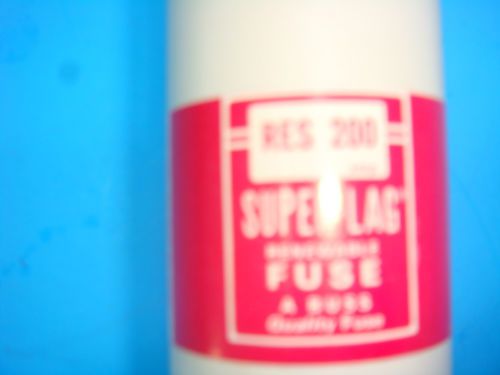 RES 200
SUPER LAG
RENEWABLE
FUSE
A BUSS
Quality Fuse